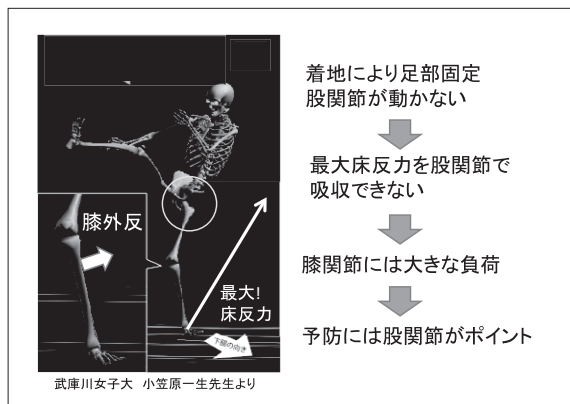 膝外反
最大!
床反力
下腿の向き
武庫川女子大 小笠原一生先生より
着地により足部固定
股関節が動かない
最大床反力を股関節で
吸収できない
膝関節には大きな負荷
予防には股関節がポイント